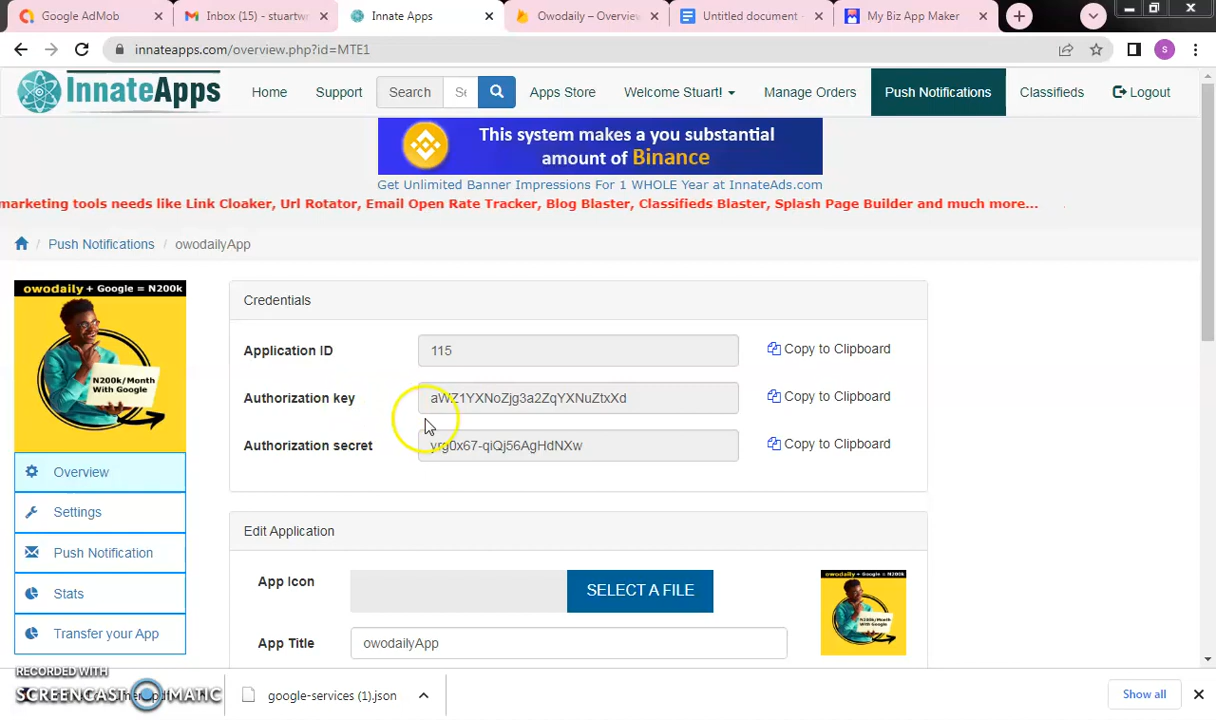 Google AdMob
Inbox (15) - stuartw
Innate Apps
Owodaily – Overvie
Untitled document -
My Biz App Maker
innateapps.com/overview.php?id=MTE1
S
InnateApps
Home
Support
Search
Se
Apps Store
Welcome Stuart!
Manage Orders
Push Notifications
Classifieds
Logout
This system makes a you substantial
amount of Binance
Get Unlimited Banner Impressions For 1 WHOLE Year at InnateAds.com
marketing tools needs like Link Cloaker, Url Rotator, Email Open Rate Tracker, Blog Blaster, Classifieds Blaster, Splash Page Builder and much more...
/ Push Notifications / owodailyApp
owodaily + Google = N200k
N200k/Month
With Google
Overview
Settings
Push Notification
Stats
Transfer your App
Credentials
Application ID
115
Copy to Clipboard
Authorization key
aWZ1YXNoZjg3a2ZqYXNuZtxXd
Copy to Clipboard
Authorization secret
yrg0x67-qiQj56AgHdNXw
Copy to Clipboard
Edit Application
App Icon
SELECT A FILE
owodaily + Google = N200k
App Title
owodailyApp
RECORDED WITH
SCREENCAST MATIC
google-services (1).json
Show all